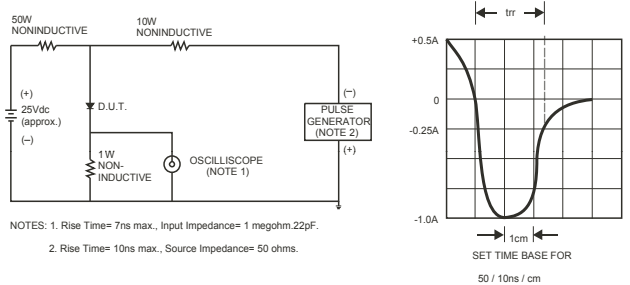 50W
NONINDUCTIVE
10W
NONINDUCTIVE
(+)
25Vdc
(approx.)
(–)
D.U.T.
1W
NON-
INDUCTIVE
OSCILLISCOPE
(NOTE 1)
(–)
PULSE
GENERATOR
(NOTE 2)
(+)
NOTES: 1. Rise Time= 7ns max., Input Impedance= 1 megohm.22pF.
2. Rise Time= 10ns max., Source Impedance= 50 ohms.
trr
+0.5A
0
-0.25A
-1.0A
1cm
SET TIME BASE FOR
50 / 10ns / cm